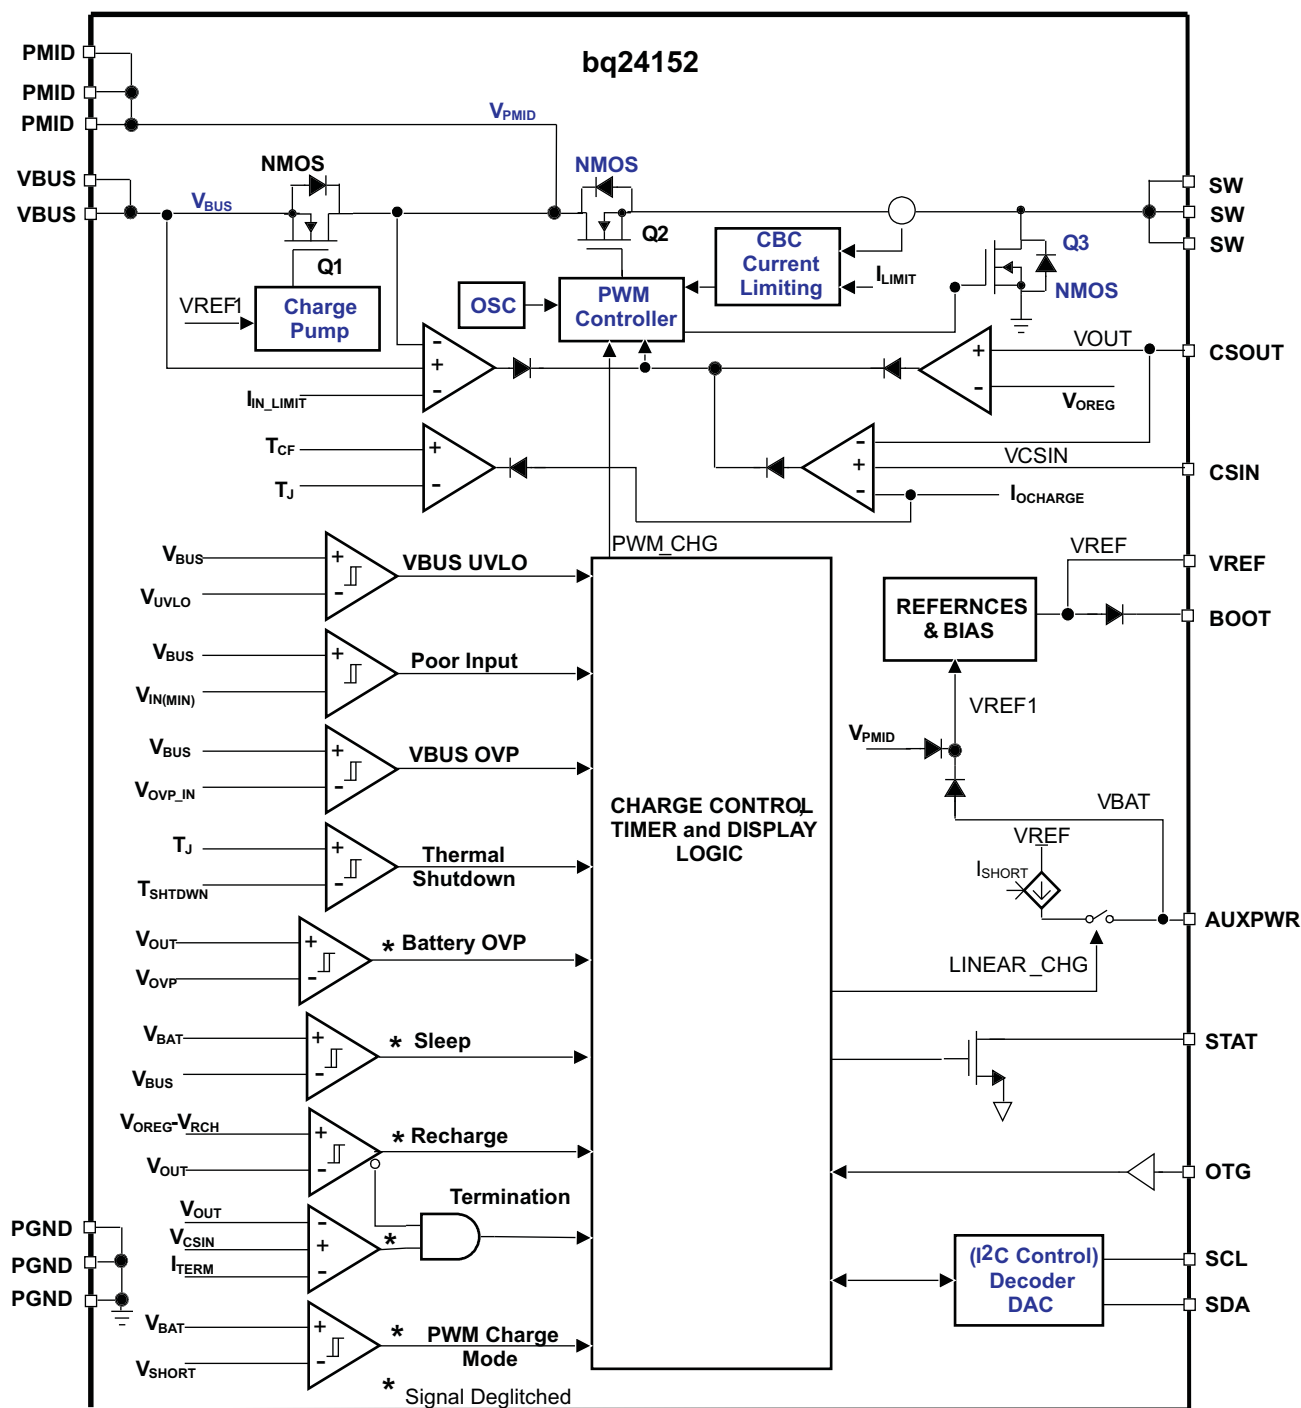 bq24152
PMID
PMID
PMID
VPMID
VBUS
VBUS
VBUS
NMOS
NMOS
Q1
Q2
Q3
NMOS
SW
SW
SW
CBC
Current
Limiting
ILIMIT
VREF1
Charge
Pump
OSC
PWM
Controller
-
+
-
IIN_LIMIT
+
-
VOUT
VOREG
CSOUT
TCF
TJ
+
-
-
+
-
VCSIN
IOCHARGE
CSIN
PWM_CHG
VBUS
VUVLO
+
-
VBUS UVLO
VREF
VREF
REFERNCES
& BIAS
BOOT
VBUS
VIN(MIN)
+
-
Poor Input
VREF1
VPMID
VBUS
VOVP_IN
+
-
VBUS OVP
CHARGE CONTROL,
TIMER and DISPLAY
LOGIC
VBAT
VREF
ISHORT
TJ
TSHTDWN
+
-
Thermal
Shutdown
AUXPWR
LINEAR_CHG
VOUT
VOVP
+
-
* Battery OVP
VBAT
VBUS
+
-
* Sleep
STAT
VOREG-VRCH
VOUT
+
-
* Recharge
OTG
Termination
VOUT
VCSIN
ITERM
-
+
-
*
PGND
PGND
PGND
(I2C Control)
Decoder
DAC
SCL
SDA
VBAT
VSHORT
+
-
*
PWM Charge
Mode
* Signal Deglitched